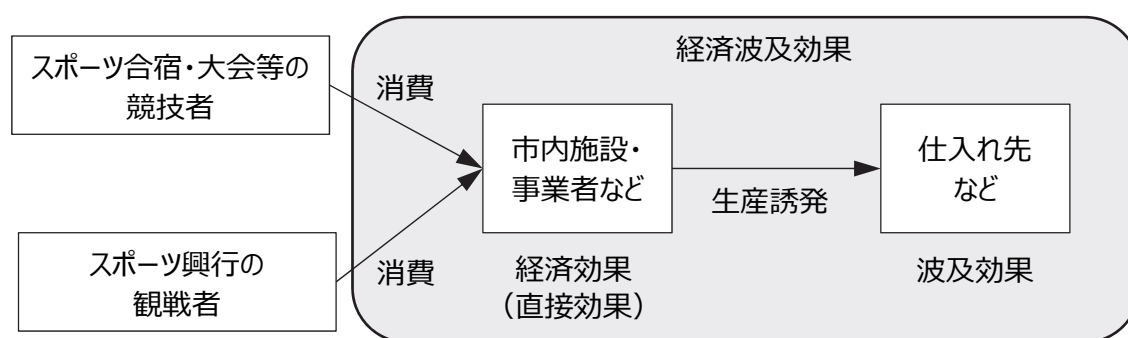 経済波及効果
スポーツ合宿・大会等の
競技者
消費
市内施設・
事業者など
生産誘発
仕入れ先
など
スポーツ興行の
観戦者
消費
経済効果
（直接効果）
波及効果